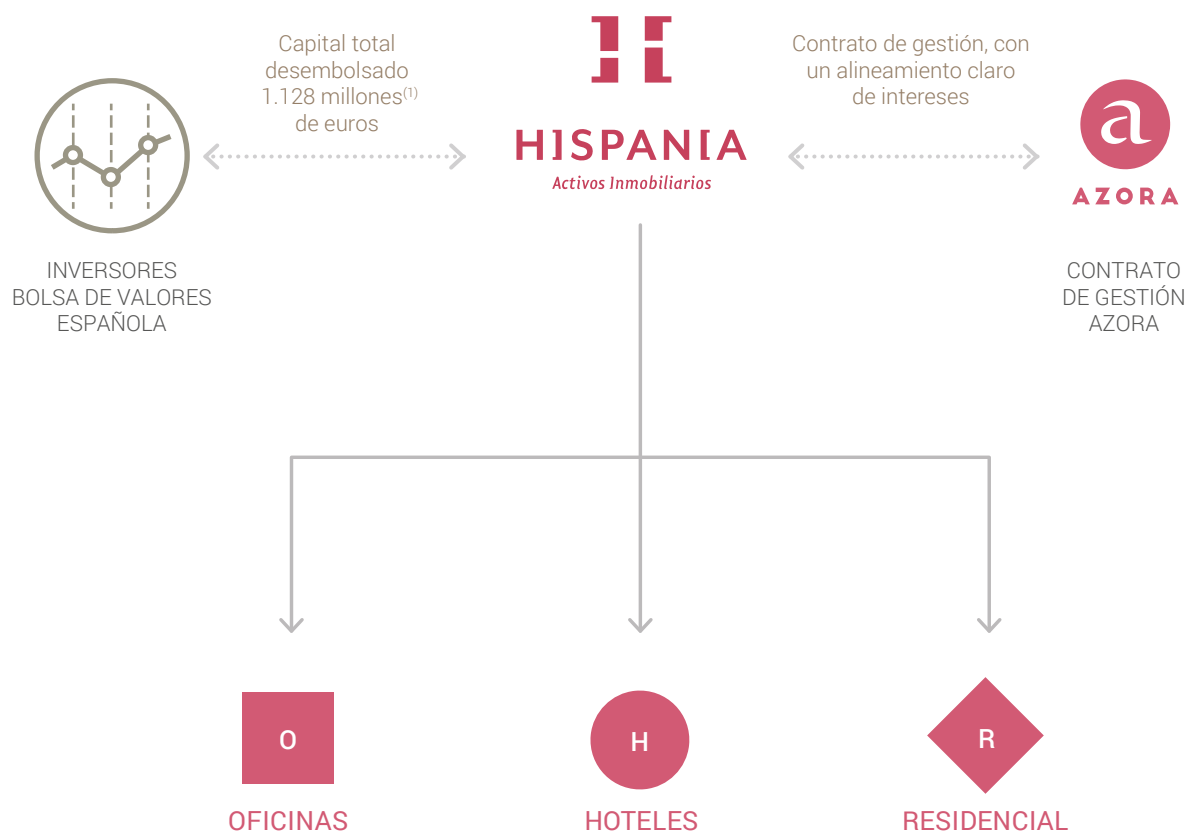 Capital total
desembolsado
1.128 millones(1)
de euros
HISPANIA
Activos Inmobiliarios
Contrato de gestión, con
un alineamiento claro
de intereses
a
AZORA
INVERSORES
BOLSA DE VALORES
ESPAÑOLA
CONTRATO
DE GESTIÓN
AZORA
O
H
R
OFICINAS
HOTELES
RESIDENCIAL